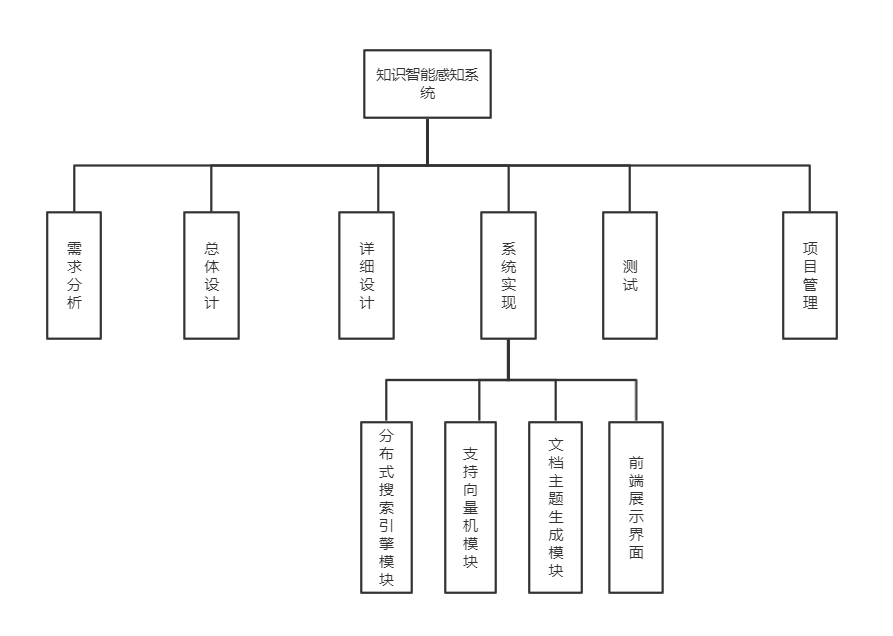 知识智能感知系
统
需求分析
总体设计
详细设计
系统实现
测试
项目管理
分布式搜索引擎模块
支持向量机模块
文档主题生成模块
前端展示界面